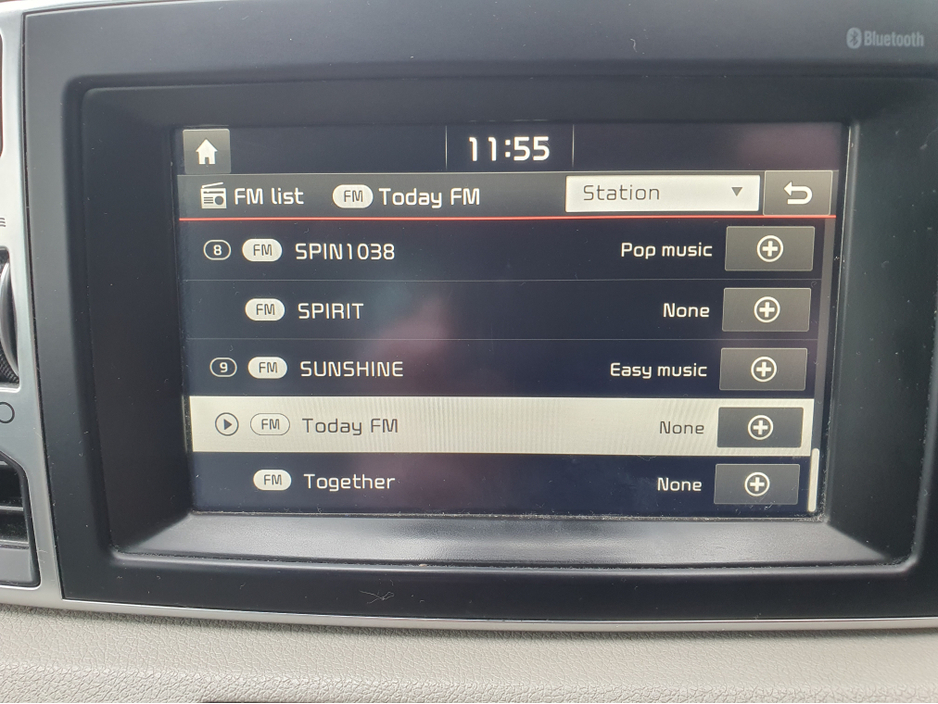 Bluetooth
11:55
FM list FM Today FM Station
8 FM SPIN1038 Pop music
FM SPIRIT None
9 FM SUNSHINE Easy music
FM Today FM None
FM Together None